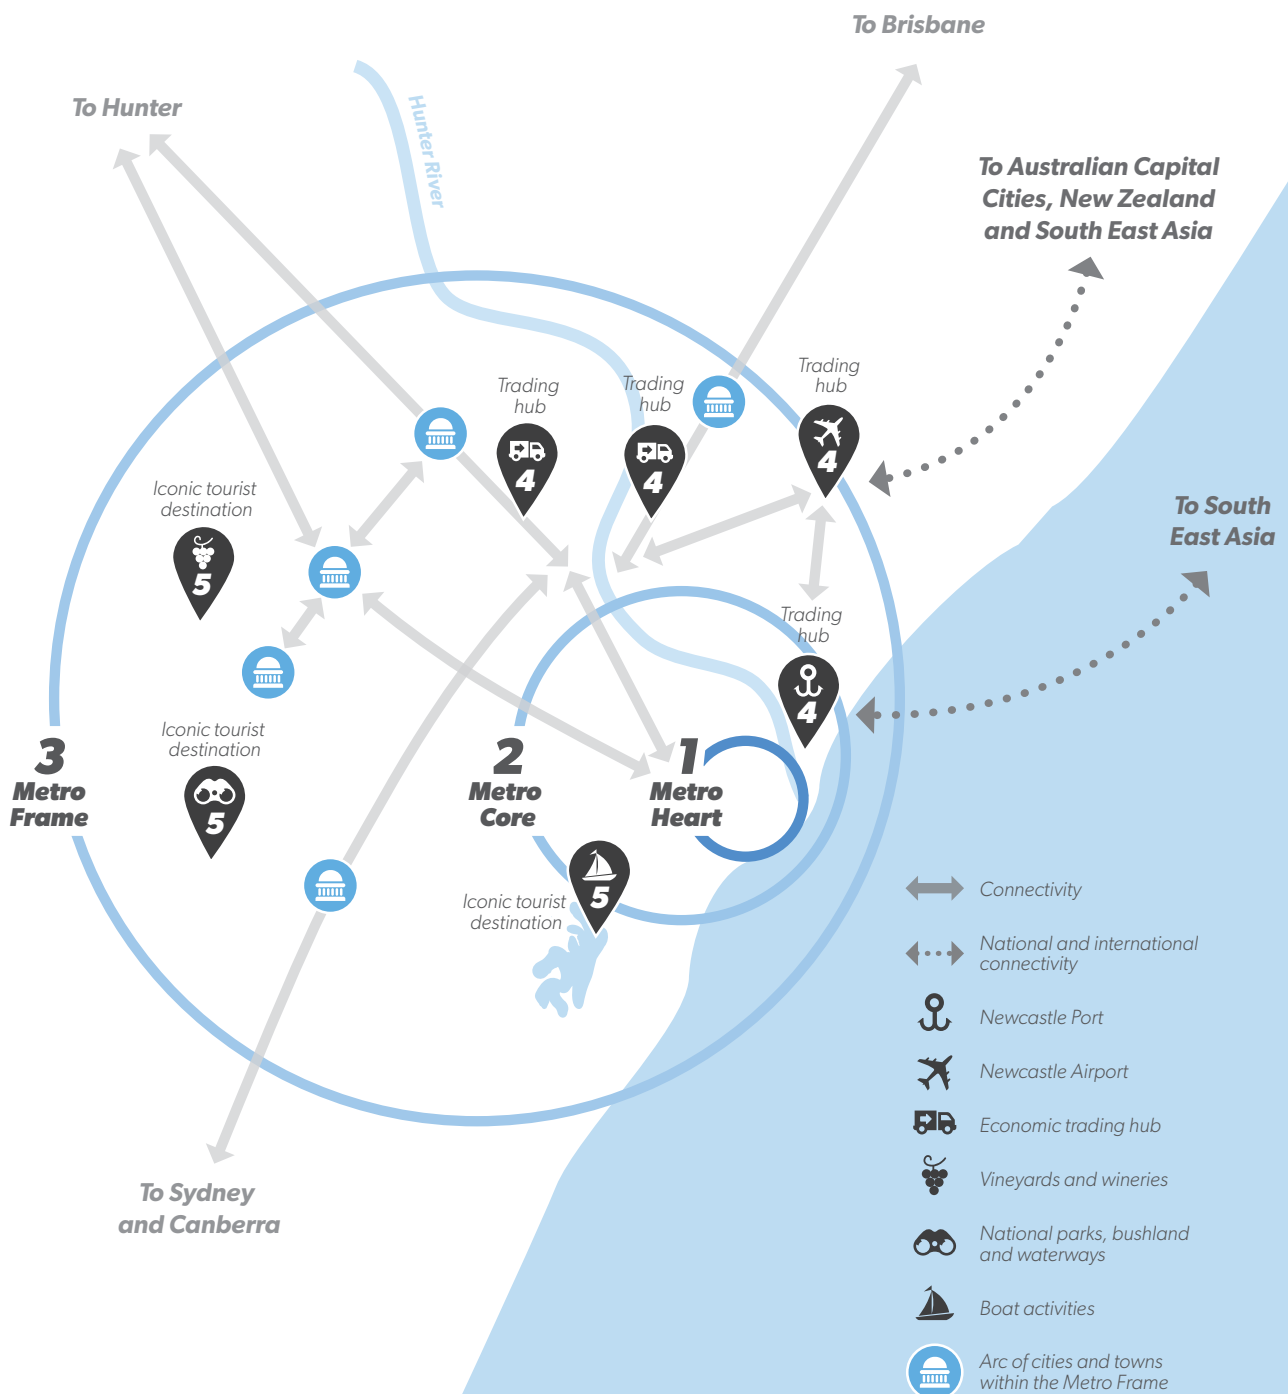 To Brisbane
To Hunter
Hunter River
To Australian Capital
Cities, New Zealand
and South East Asia
Trading
hub
4
Trading
hub
4
Trading
hub
4
Iconic tourist
destination
5
To South
East Asia
Trading
hub
4
Iconic tourist
destination
5
3
Metro
Frame
2
Metro
Core
1
Metro
Heart
Iconic tourist
destination
5
To Sydney
and Canberra
Connectivity
National and international
connectivity
Newcastle Port
Newcastle Airport
Economic trading hub
Vineyards and wineries
National parks, bushland
and waterways
Boat activities
Arc of cities and towns
within the Metro Frame